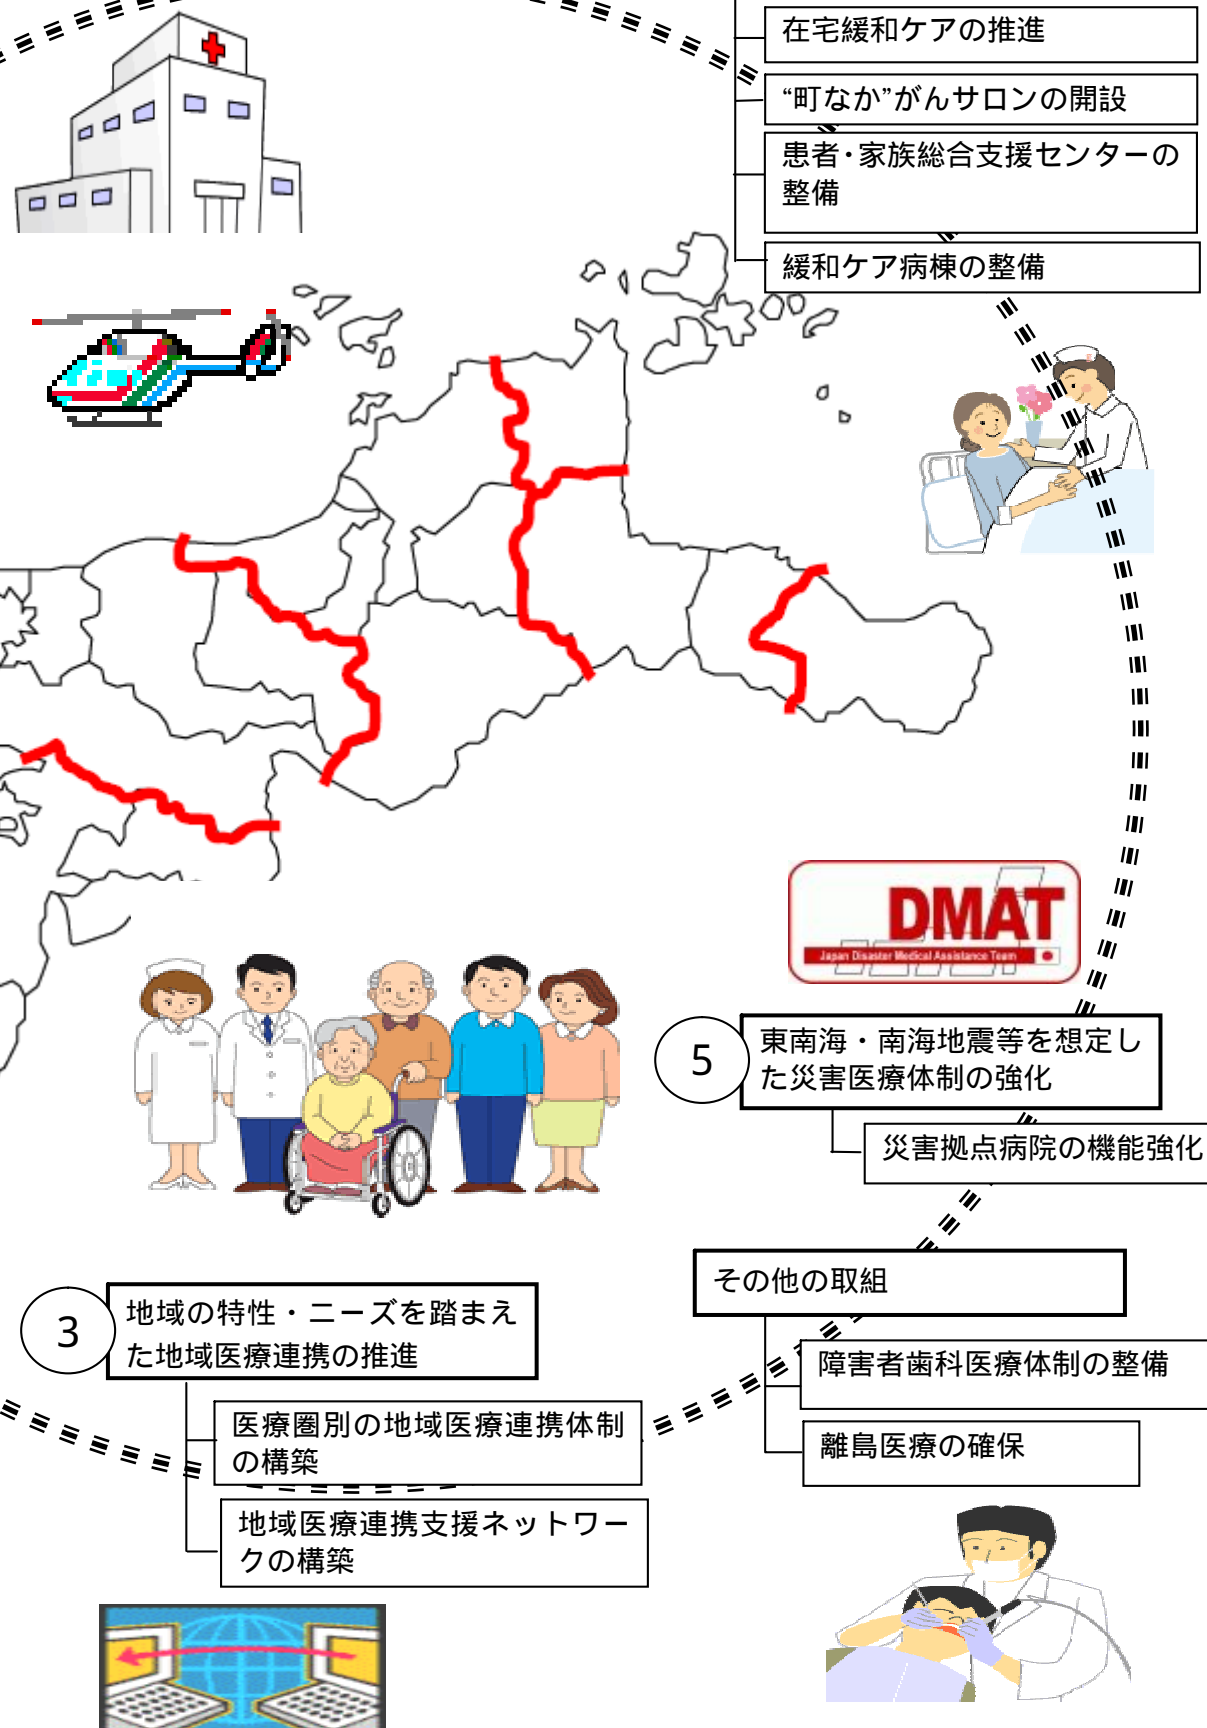 在宅緩和ケアの推進
“町なか”がんサロンの開設
患者・家族総合支援センターの
整備
緩和ケア病棟の整備
DMAT
Japan Disaster Medical Assistance Team
5
東南海・南海地震等を想定し
た災害医療体制の強化
災害拠点病院の機能強化
その他の取組
障害者歯科医療体制の整備
離島医療の確保
3
地域の特性・ニーズを踏まえ
た地域医療連携の推進
医療圏別の地域医療連携体制
の構築
地域医療連携支援ネットワー
クの構築